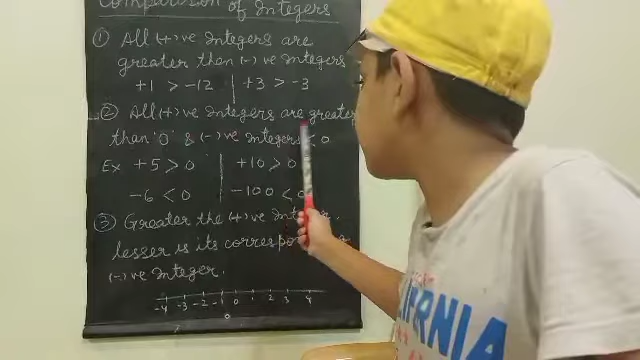 Comparison of Integers
① All (+)ve Integers are
greater than (-)ve Integers
+1 > -12 +3 > -3
② All (+)ve Integers are greater
than '0' & (-)ve Integers < 0
Ex +5 > 0 +10 > 0
-6 < 0 -100 < 0
③ Greater the (+)ve Integer,
lesser is its
(-)ve Integer.
-4 -3 -2 -1 0 1 2 3 4